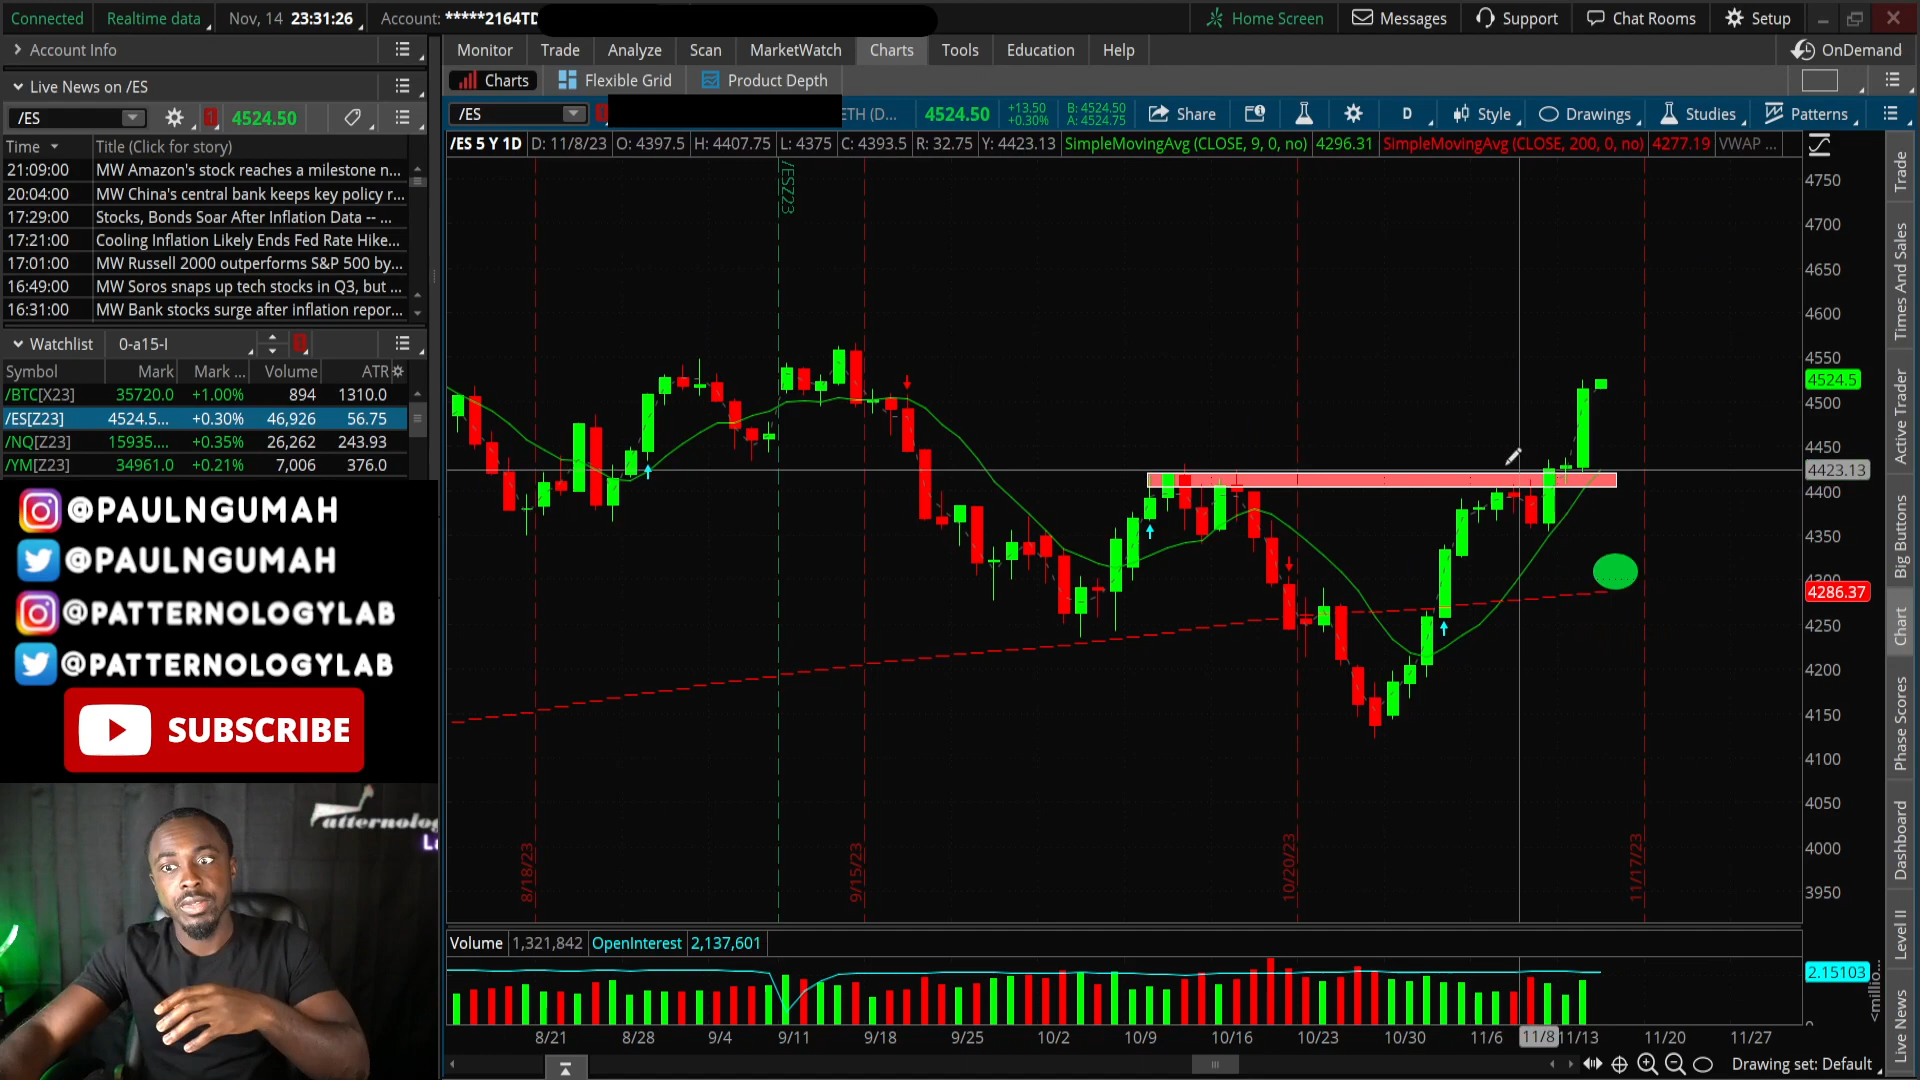 Connected Realtime data Nov, 14 23:31:26 Account: *****2164TD Home Screen Messages Support Chat Rooms Setup
Account Info
Monitor Trade Analyze Scan MarketWatch Charts Tools Education Help OnDemand
Charts Flexible Grid Product Depth
Live News on /ES
/ES 4524.50
/ES ETH (D... 4524.50 +13.50 +0.30% B: 4524.50 A: 4524.75 Share D Style Drawings Studies Patterns
/ES 5 Y 1D D: 11/8/23 O: 4397.5 H: 4407.75 L: 4375 C: 4393.5 R: 32.75 Y: 4423.13 SimpleMovingAvg (CLOSE, 9, 0, no) 4296.31 SimpleMovingAvg (CLOSE, 200, 0, no) 4277.19 VWAP ...
Time Title (Click for story)
21:09:00 MW Amazon's stock reaches a milestone n...
20:04:00 MW China's central bank keeps key policy r...
17:29:00 Stocks, Bonds Soar After Inflation Data -- ...
17:21:00 Cooling Inflation Likely Ends Fed Rate Hike...
17:01:00 MW Russell 2000 outperforms S&P 500 by...
16:49:00 MW Soros snaps up tech stocks in Q3, but ...
16:31:00 MW Bank stocks surge after inflation repor...
Watchlist 0-a15-I
Symbol Mark Mark ... Volume ATR
/BTC[X23] 35720.0 +1.00% 894 1310.0
/ES[Z23] 4524.5... +0.30% 46,926 56.75
/NQ[Z23] 15935.... +0.35% 26,262 243.93
/YM[Z23] 34961.0 +0.21% 7,006 376.0
@PAULNGUMAH
@PAULNGUMAH
@PATTERNOLOGYLAB
@PATTERNOLOGYLAB
SUBSCRIBE
/ESZ23
4750
4700
4650
4600
4550
4524.5
4500
4450
4423.13
4400
4350
4300
4286.37
4250
4200
4150
4100
4050
4000
3950
8/18/23
9/15/23
10/20/23
11/17/23
Volume 1,321,842 OpenInterest 2,137,601
2.15103
<millio...
8/21 8/28 9/4 9/11 9/18 9/25 10/2 10/9 10/16 10/23 10/30 11/6 11/8 11/13 11/20 11/27
Drawing set: Default
Trade
Times And Sales
Active Trader
Big Buttons
Chart
Phase Scores
Dashboard
Level II
Live News